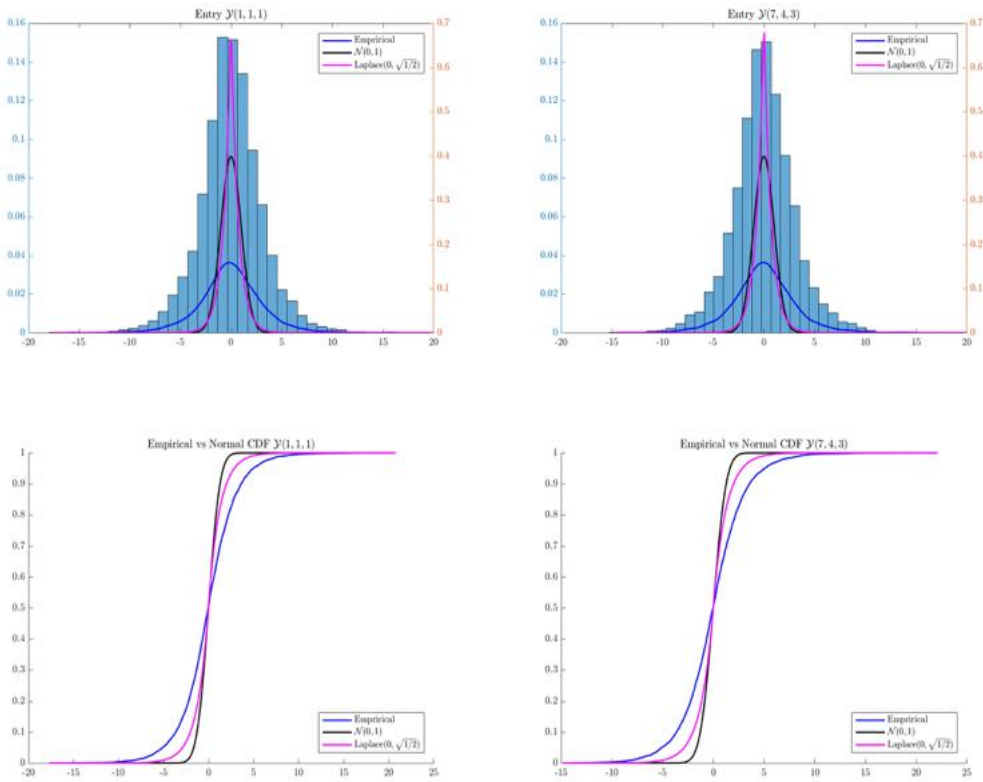 Entry 𝒴(1, 1, 1)
0.16
0.14
0.12
0.1
0.08
0.06
0.04
0.02
0
0.7
0.6
0.5
0.4
0.3
0.2
0.1
0
-20 -15 -10 -5 0 5 10 15 20
Emprirical
𝒩(0, 1)
Laplace(0, √1/2)
Entry 𝒴(7, 4, 3)
0.16
0.14
0.12
0.1
0.08
0.06
0.04
0.02
0
0.7
0.6
0.5
0.4
0.3
0.2
0.1
0
-20 -15 -10 -5 0 5 10 15 20
Emprirical
𝒩(0, 1)
Laplace(0, √1/2)
Empirical vs Normal CDF 𝒴(1, 1, 1)
1
0.9
0.8
0.7
0.6
0.5
0.4
0.3
0.2
0.1
0
-20 -15 -10 -5 0 5 10 15 20 25
Emprirical
𝒩(0, 1)
Laplace(0, √1/2)
Empirical vs Normal CDF 𝒴(7, 4, 3)
1
0.9
0.8
0.7
0.6
0.5
0.4
0.3
0.2
0.1
0
-15 -10 -5 0 5 10 15 20 25
Emprirical
𝒩(0, 1)
Laplace(0, √1/2)